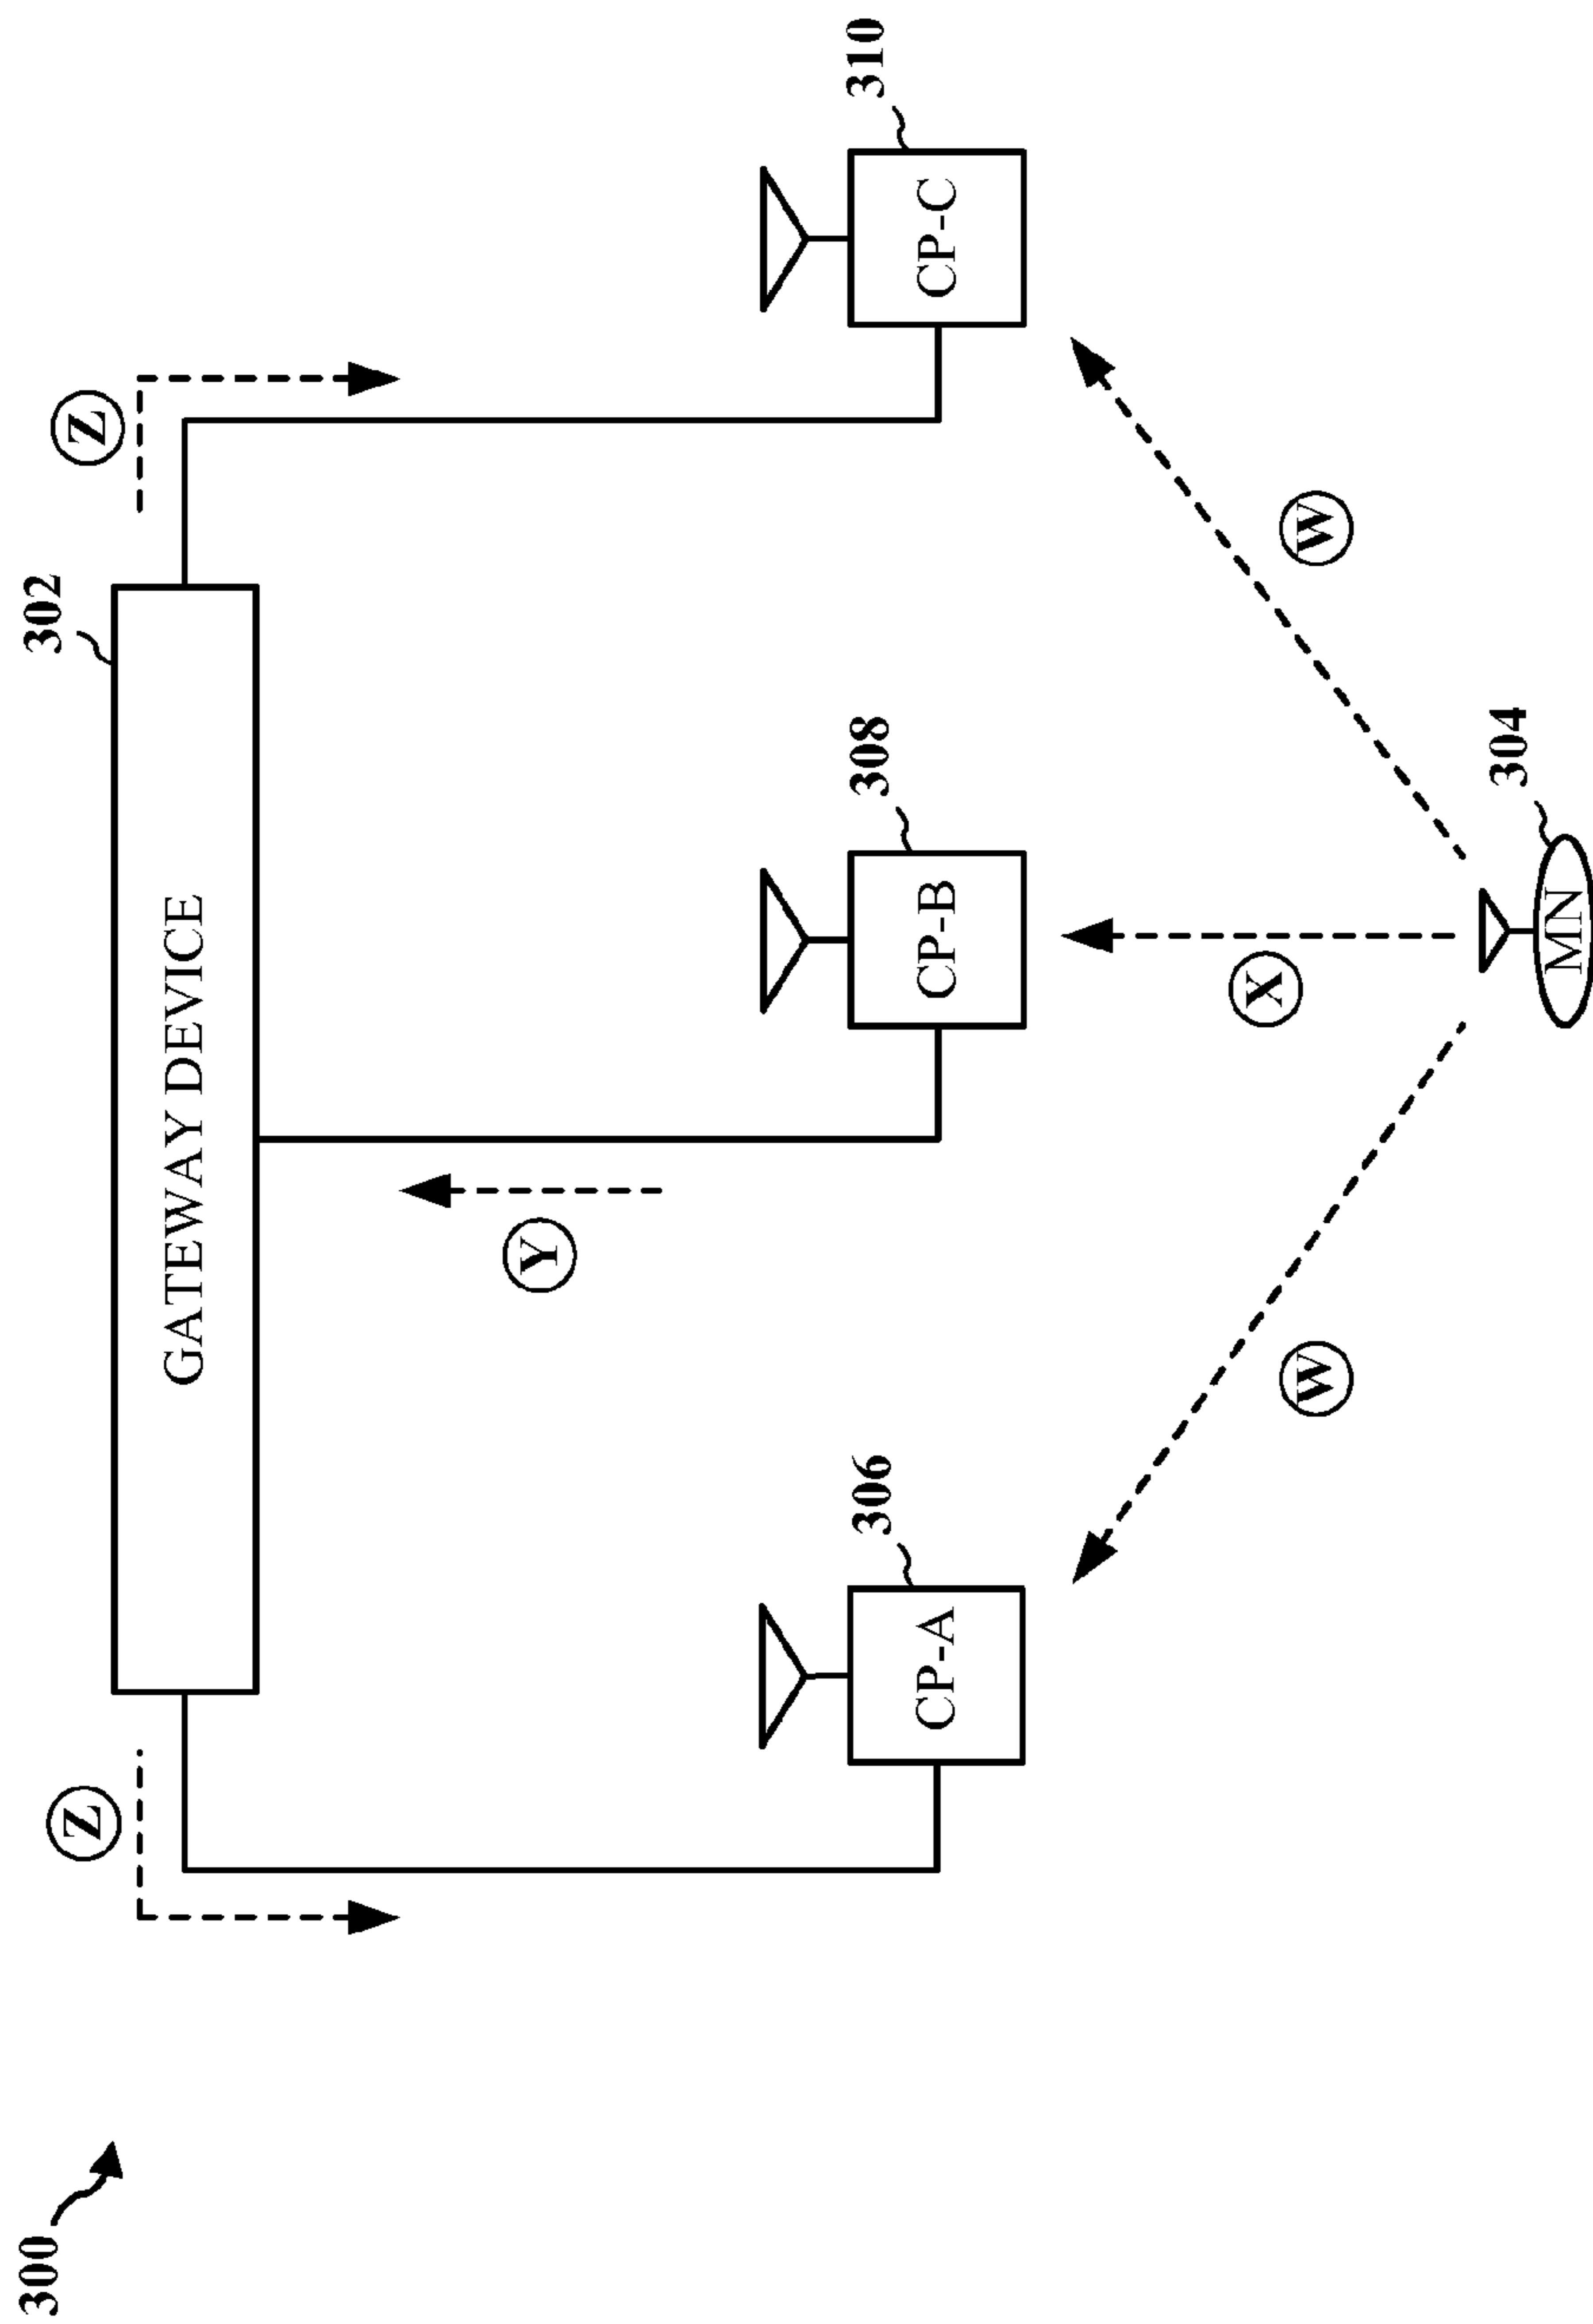 300
Z
302
Z
GATEWAY DEVICE
Y
306
308
310
CP-A
CP-B
CP-C
X
W
W
304
MN